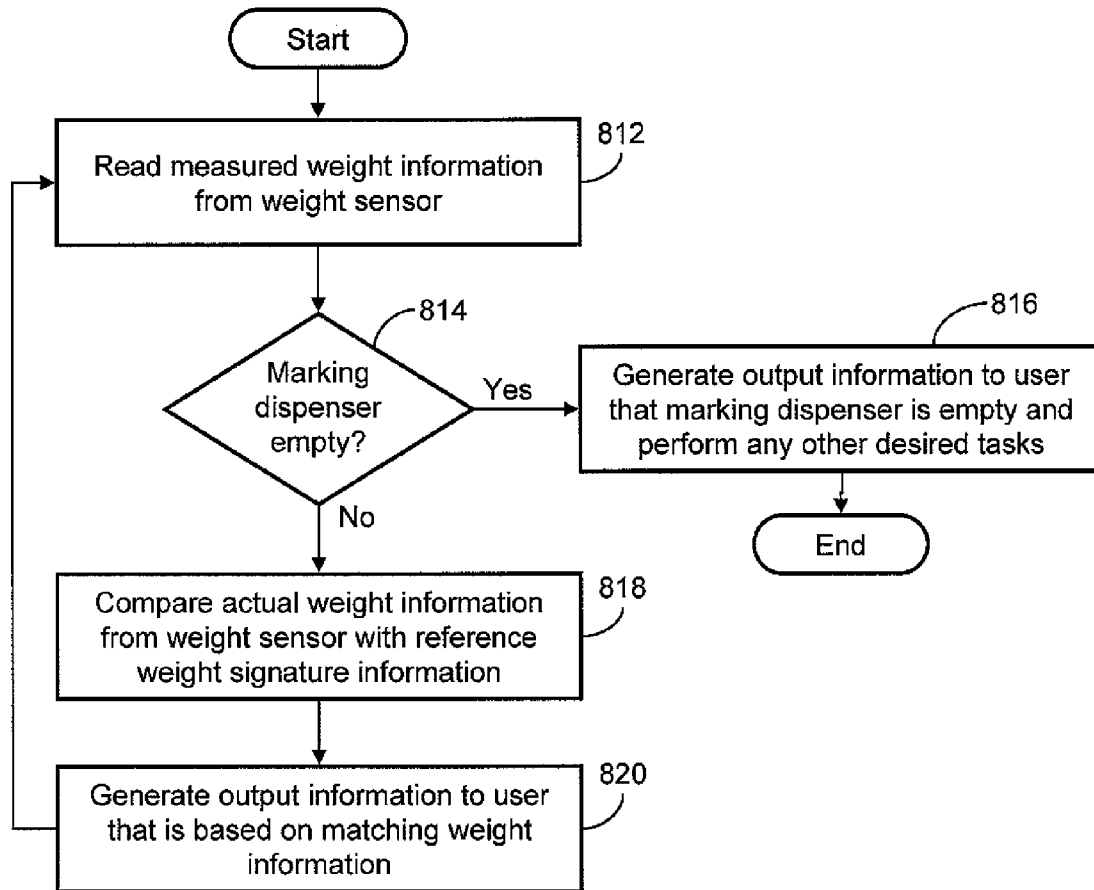 Start
812
Read measured weight information
from weight sensor
814
Marking
dispenser
empty?
Yes
816
Generate output information to user
that marking dispenser is empty and
perform any other desired tasks
No
End
818
Compare actual weight information
from weight sensor with reference
weight signature information
820
Generate output information to user
that is based on matching weight
information